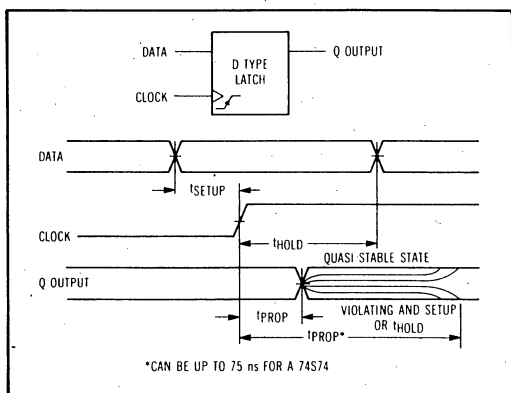 DATA
Q OUTPUT
D TYPE
LATCH
CLOCK
DATA
tSETUP
CLOCK
tHOLD
QUASI STABLE STATE
Q OUTPUT
tPROP
VIOLATING AND SETUP
OR tHOLD
tPROP*
*CAN BE UP TO 75 ns FOR A 74S74